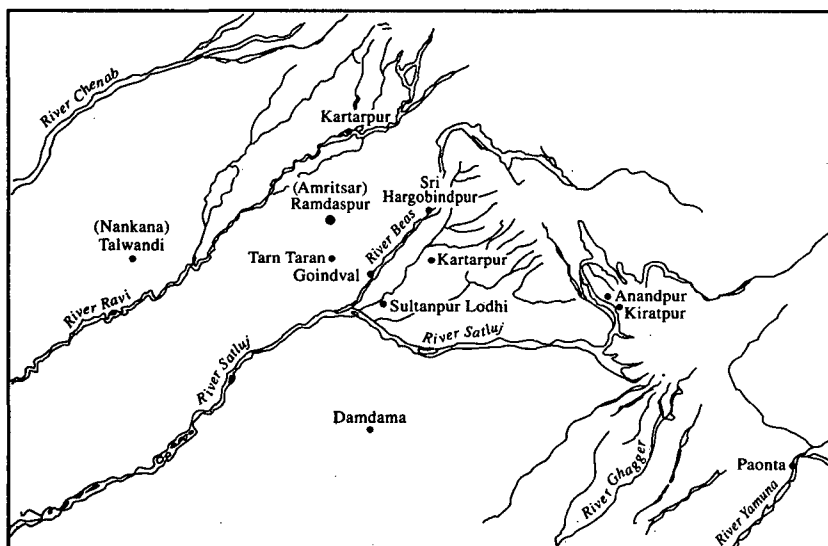 River Chenab
Kartarpur
(Amritsar)
Ramdaspur
Sri
Hargobindpur
(Nankana)
Talwandi
River Beas
Tarn Taran
Goindval
Kartarpur
Anandpur
Kiratpur
River Ravi
Sultanpur Lodhi
River Satluj
River Satluj
Damdama
Paonta
River Ghagger
River Yamuna